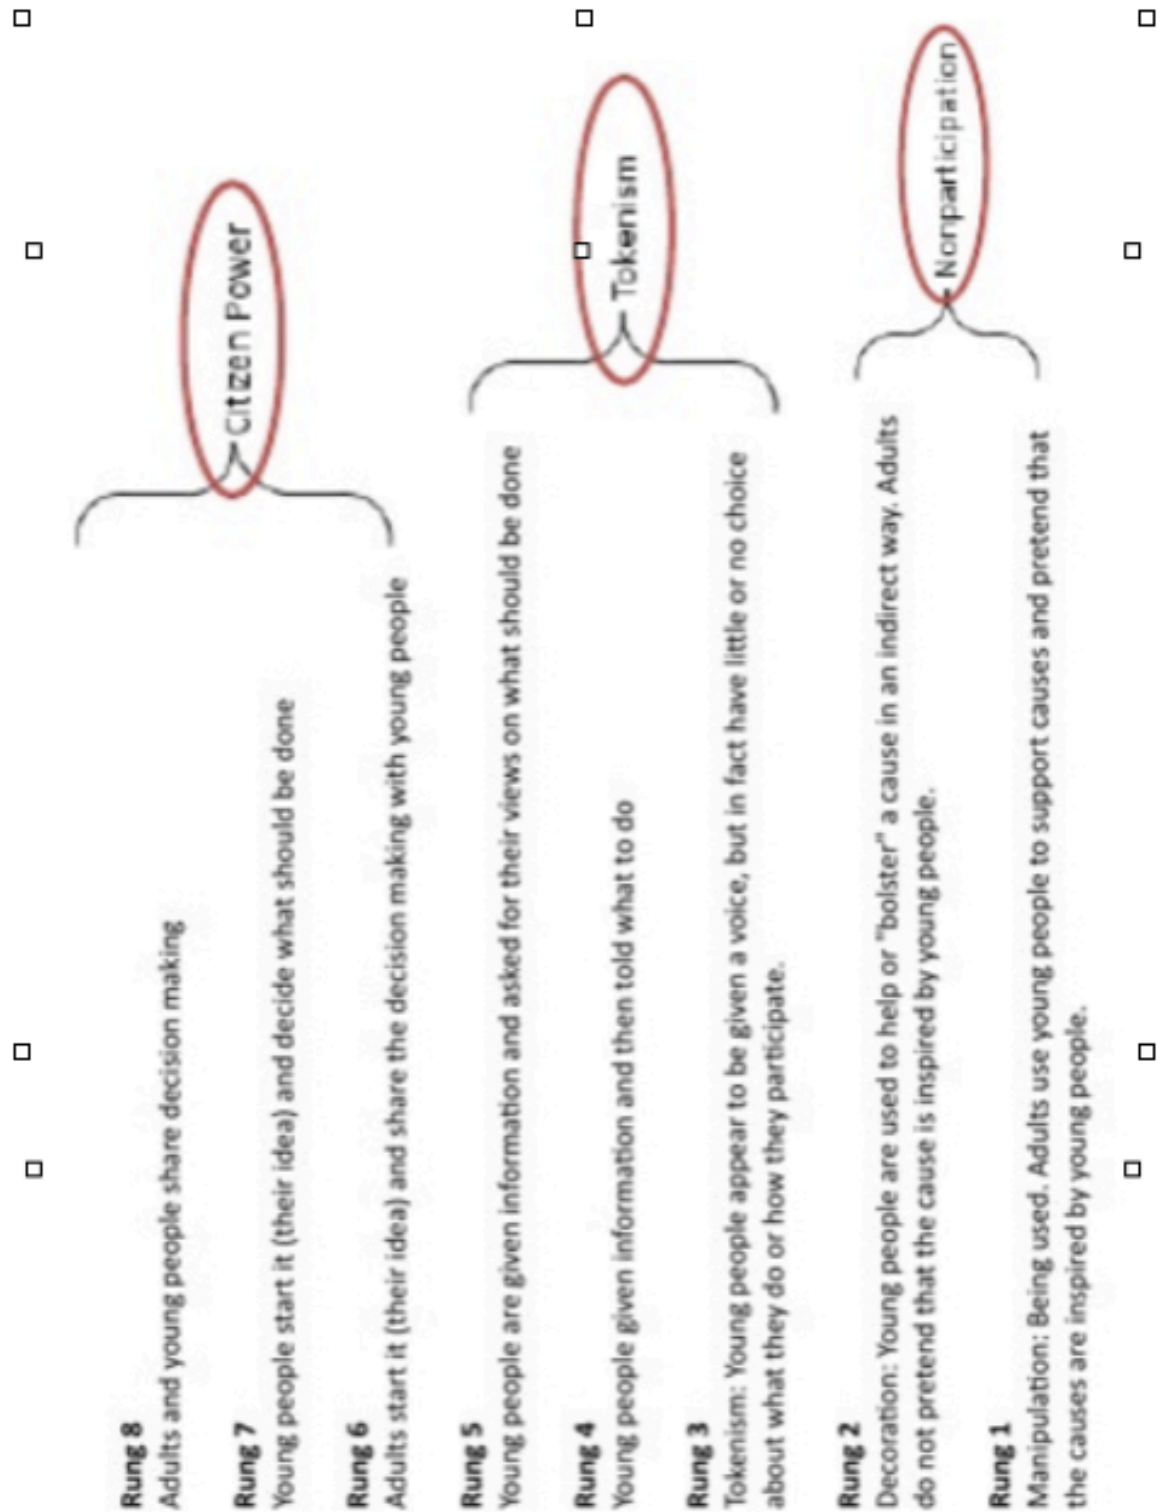 Rung 8
Adults and young people share decision making
Rung 7
Young people start it (their idea) and decide what should be done
Rung 6
Adults start it (their idea) and share the decision making with young people
Citizen Power
Rung 5
Young people are given information and asked for their views on what should be done
Rung 4
Young people given information and then told what to do
Rung 3
Tokenism: Young people appear to be given a voice, but in fact have little or no choice
about what they do or how they participate.
Tokenism
Rung 2
Decoration: Young people are used to help or "bolster" a cause in an indirect way. Adults
do not pretend that the cause is inspired by young people.
Rung 1
Manipulation: Being used. Adults use young people to support causes and pretend that
the causes are inspired by young people.
Nonparticipation